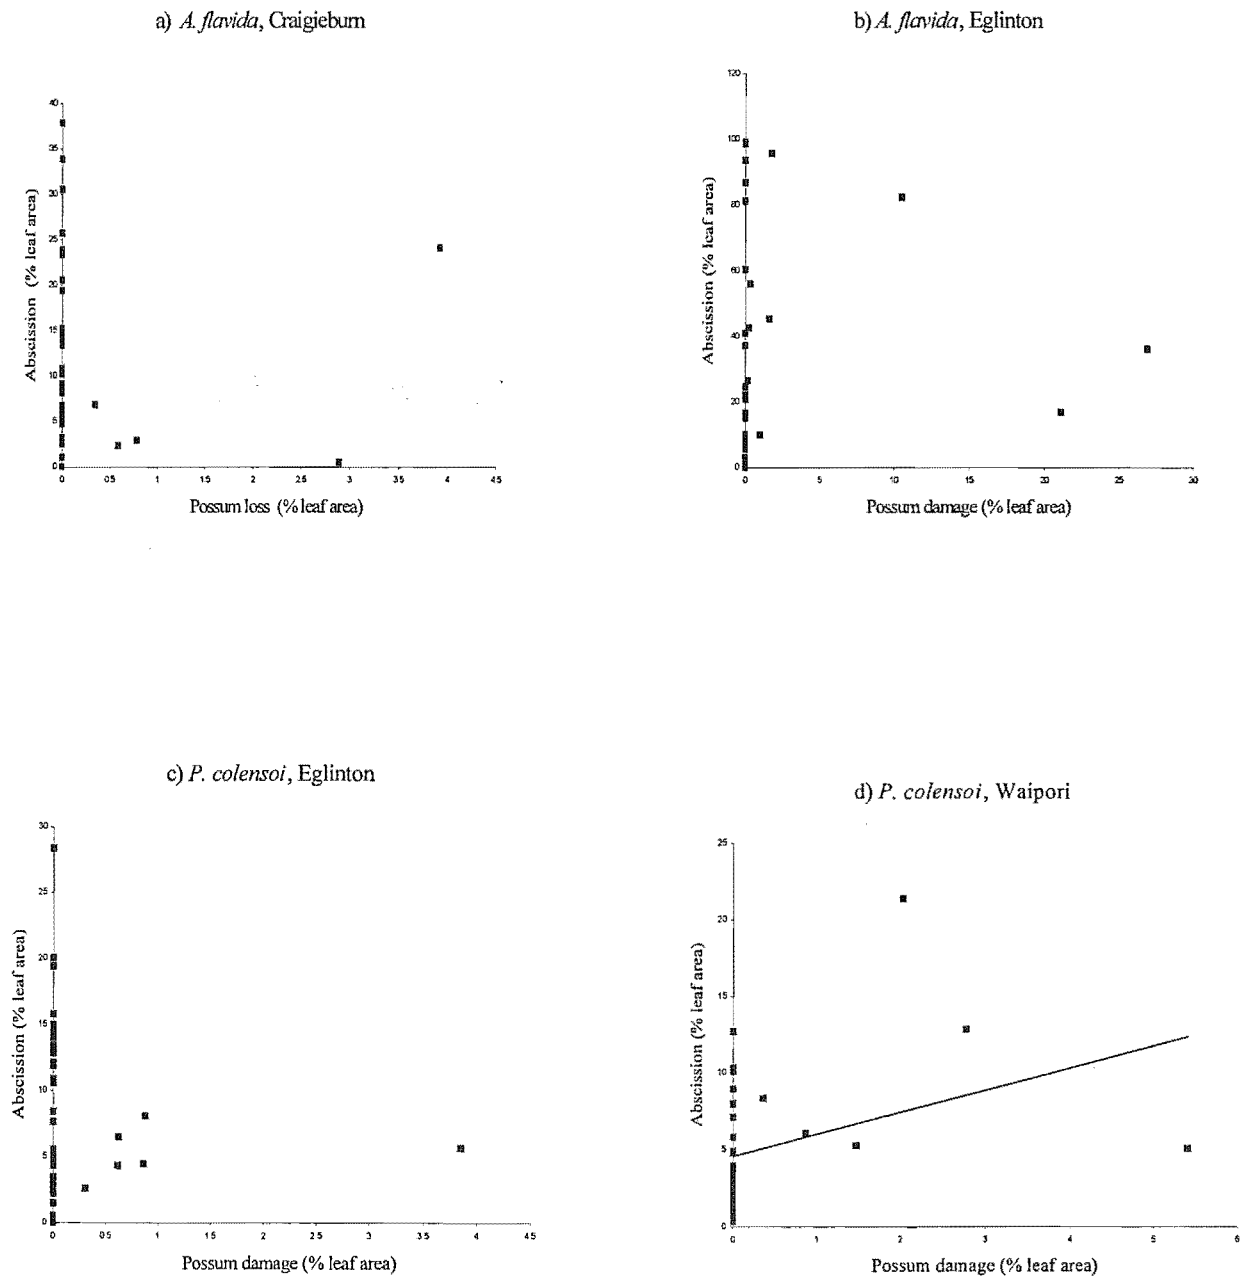 a) A. flavida, Craigieburn
40
35
30
25
20
15
10
5
0
Abscission (% leaf area)
0 0.5 1 1.5 2 2.5 3 3.5 4 4.5
Possum loss (% leaf area)
b) A. flavida, Eglinton
120
100
80
60
40
20
0
Abscission (% leaf area)
0 5 10 15 20 25 30
Possum damage (% leaf area)
c) P. colensoi, Eglinton
30
25
20
15
10
5
0
Abscission (% leaf area)
0 0.5 1 1.5 2 2.5 3 3.5 4 4.5
Possum damage (% leaf area)
d) P. colensoi, Waipori
25
20
15
10
5
0
Abscission (% leaf area)
0 1 2 3 4 5 6
Possum damage (% leaf area)